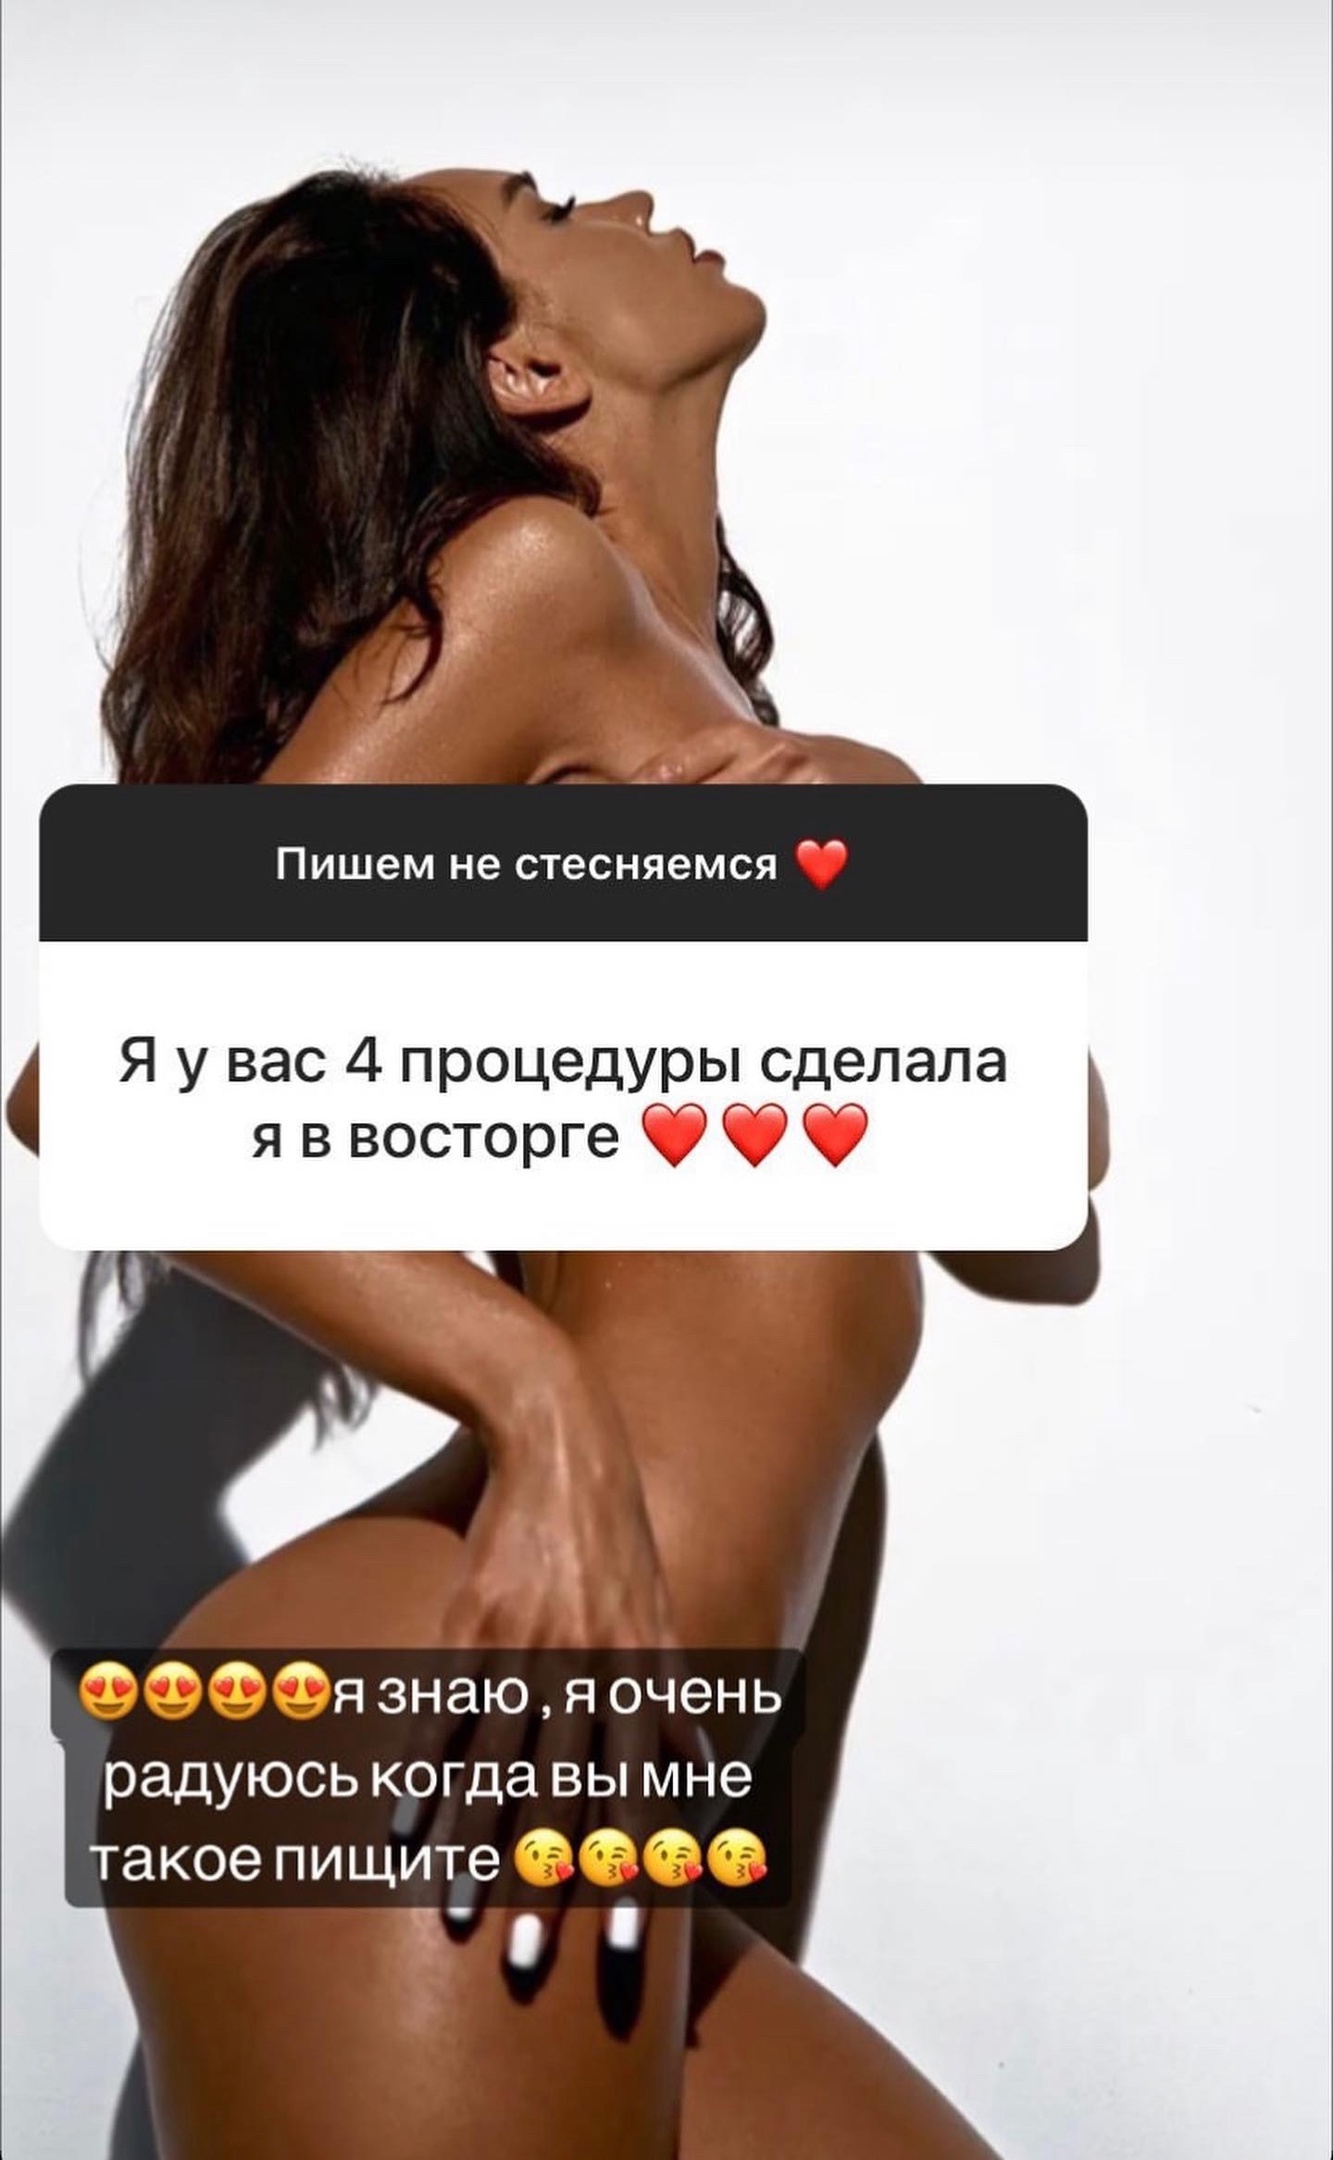 Пишем не стесняемся ❤️
Я у вас 4 процедуры сделала
я в восторге ❤️❤️❤️
😍😍😍😍я знаю , я очень
радуюсь когда вы мне
такое пищите 😘😘😘😘